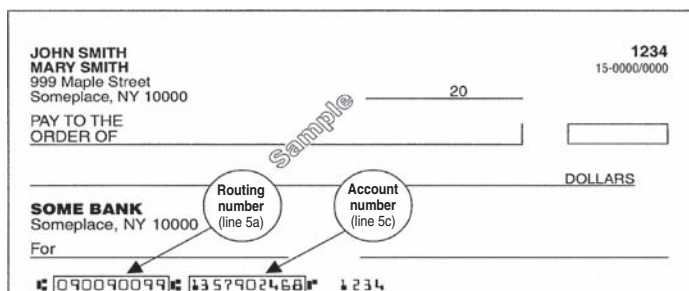 JOHN SMITH
MARY SMITH
999 Maple Street
Someplace, NY 10000
1234
15-0000/0000
20
PAY TO THE
ORDER OF
Sample
DOLLARS
SOME BANK
Someplace, NY 10000
Routing
number
(line 5a)
Account
number
(line 5c)
For
⑆090090099⑆ 1357902468⑈ 1234